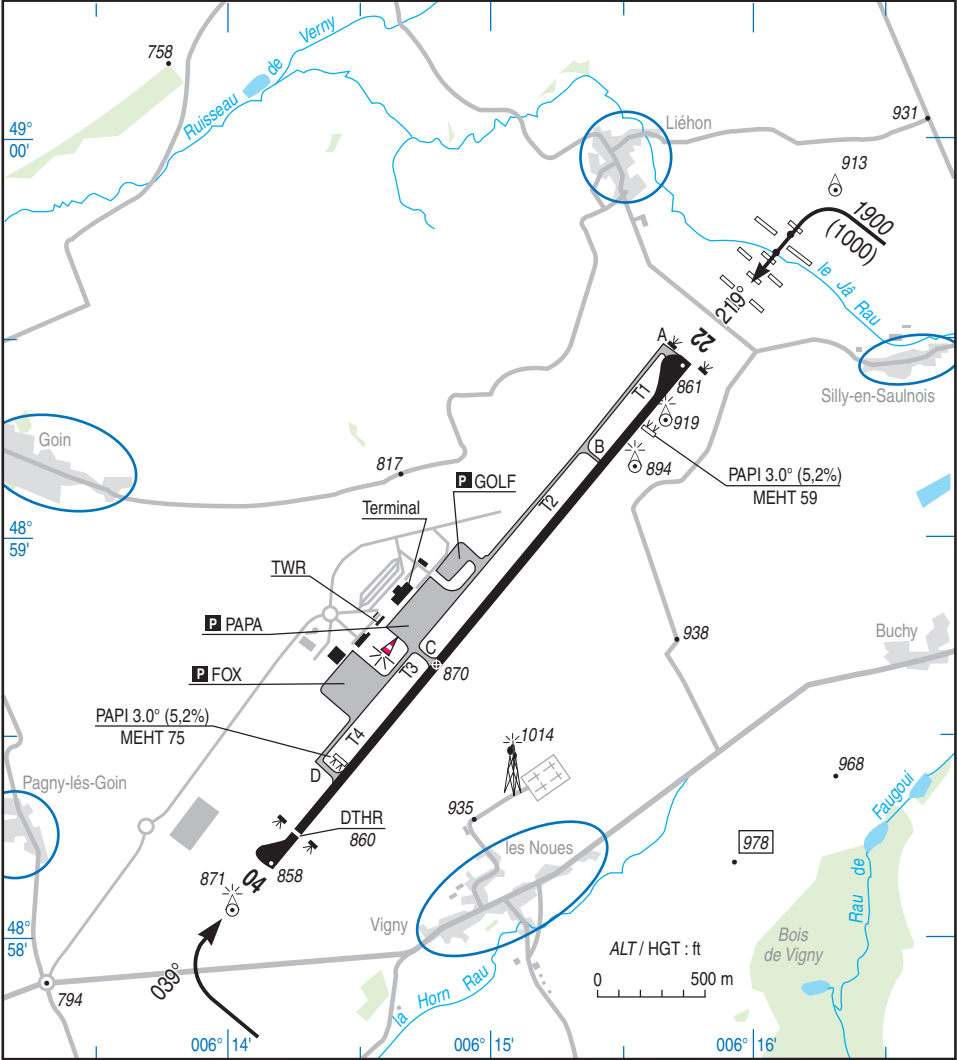 758
Ruisseau de Verny
49°
00'
Liéhon
931
913
1900
(1000)
le Jâ Rau
219°
22
A
T1
861
Silly-en-Saulnois
919
Goin
817
B
894
PAPI 3.0° (5,2%)
MEHT 59
P GOLF
Terminal
T2
48°
59'
TWR
P PAPA
938
Buchy
C
T3
870
P FOX
PAPI 3.0° (5,2%)
MEHT 75
T4
1014
968
D
Pagny-lés-Goin
DTHR
860
935
Faugoui
les Noues
978
858
04
871
Rau de
Vigny
48°
58'
ALT / HGT : ft
Bois
de Vigny
039°
la Horn Rau
0 500 m
794
006° 14'
006° 15'
006° 16'